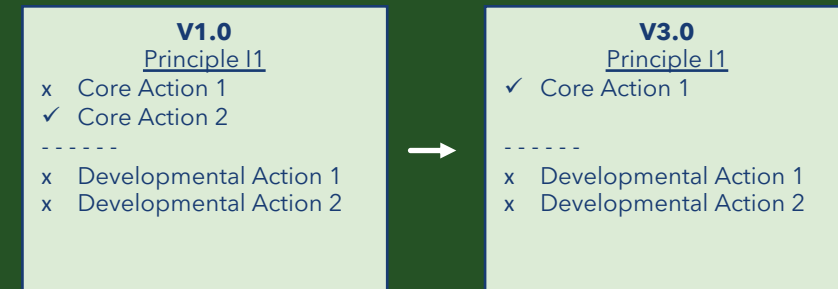 V1.0
Principle I1
x Core Action 1
✓ Core Action 2
- - - - - -
x Developmental Action 1
x Developmental Action 2
V3.0
Principle I1
✓ Core Action 1
- - - - - -
x Developmental Action 1
x Developmental Action 2